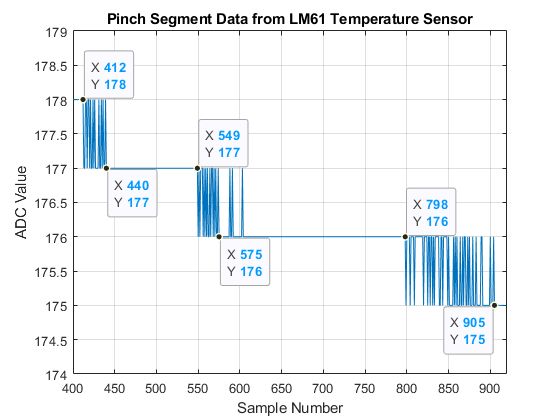 Pinch Segment Data from LM61 Temperature Sensor
179
178.5
178
177.5
177
176.5
176
175.5
175
174.5
174
ADC Value
X 412
Y 178
X 440
Y 177
X 549
Y 177
X 575
Y 176
X 798
Y 176
X 905
Y 175
400 450 500 550 600 650 700 750 800 850 900
Sample Number